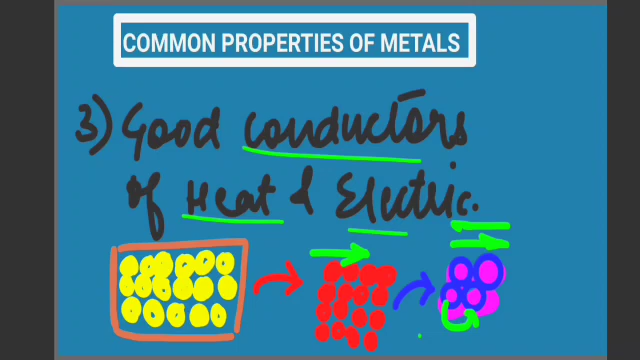 COMMON PROPERTIES OF METALS
3) Good conductors
of Heat & Electric.